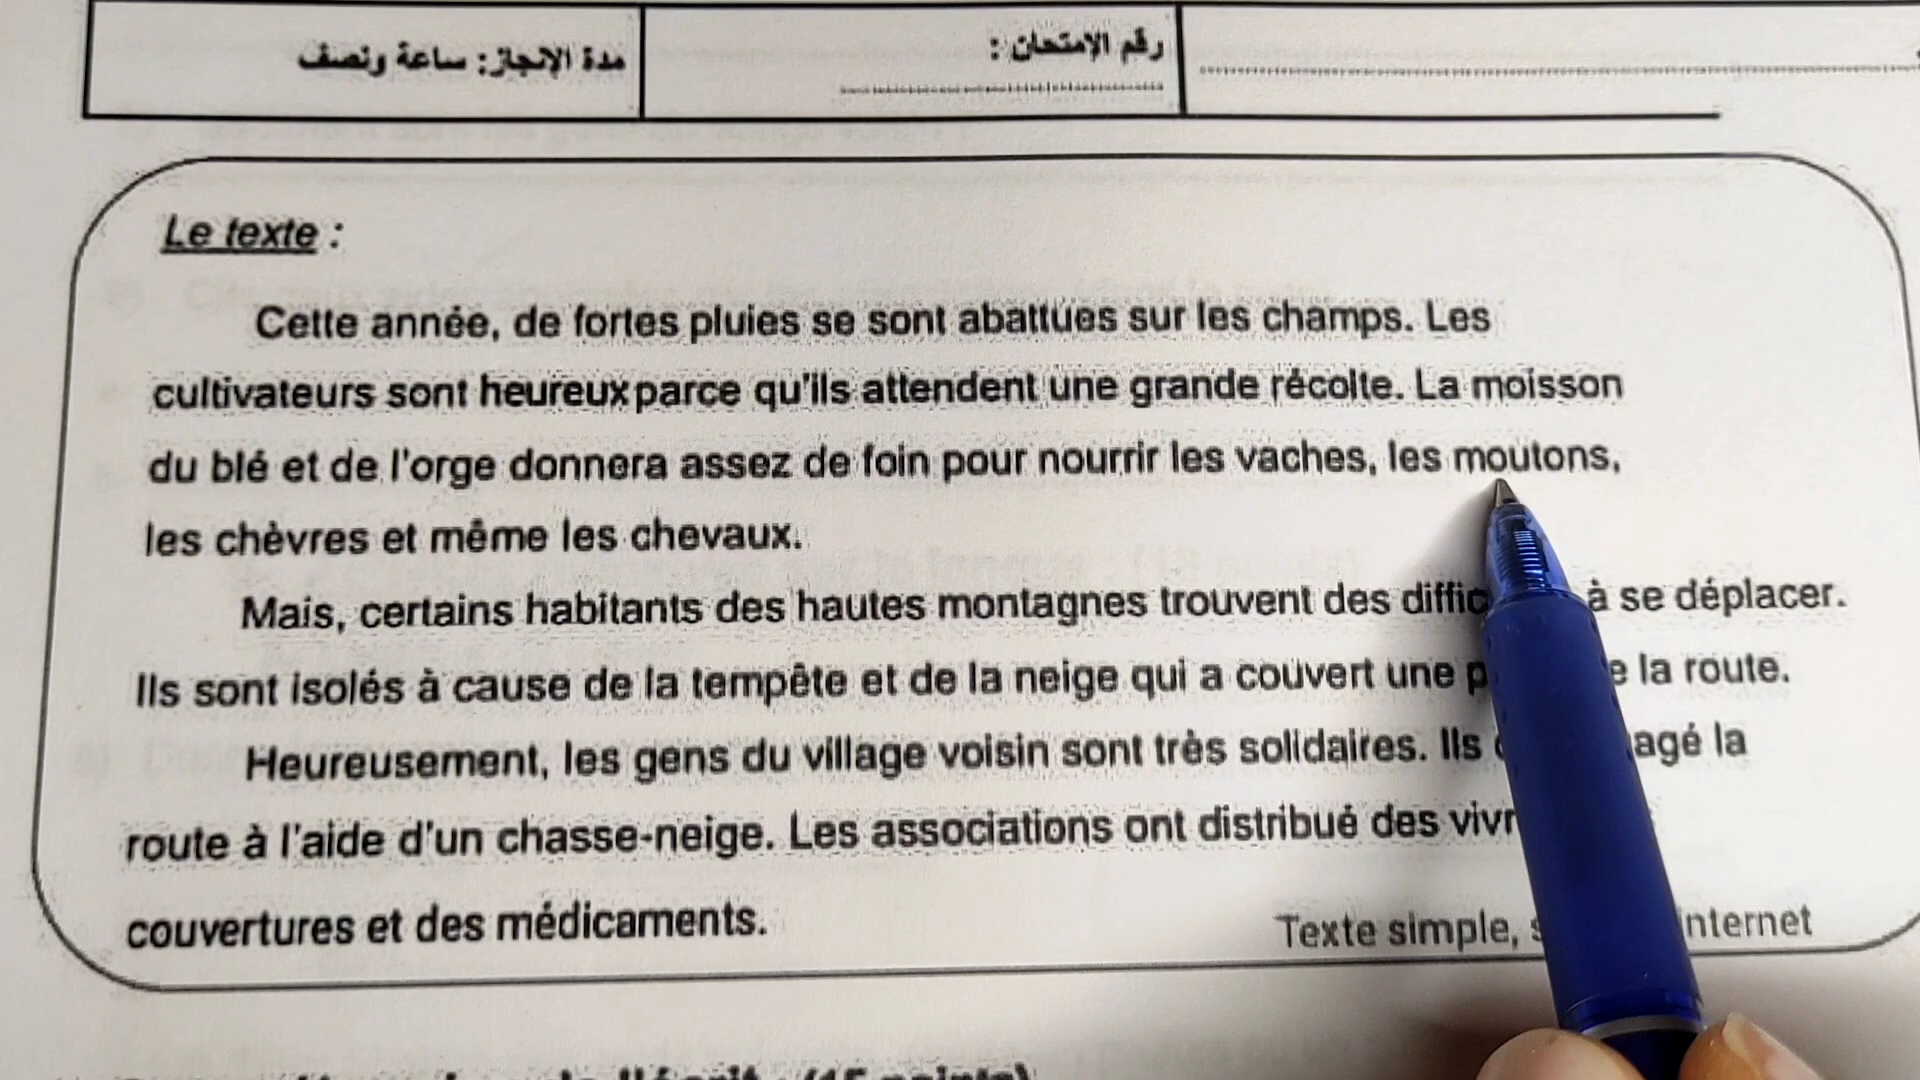 مدة الإنجاز: ساعة ونصف
رقم الإمتحان :
Le texte :
Cette année, de fortes pluies se sont abattues sur les champs. Les
cultivateurs sont heureux parce qu'ils attendent une grande récolte. La moisson
du blé et de l'orge donnera assez de foin pour nourrir les vaches, les moutons,
les chèvres et même les chevaux.
Mais, certains habitants des hautes montagnes trouvent des à se déplacer.
Ils sont isolés à cause de la tempête et de la neige qui a couvert une la route.
Heureusement, les gens du village voisin sont très solidaires. Ils la
route à l'aide d'un chasse-neige. Les associations ont distribué des
couvertures et des médicaments.
Texte simple, internet
(15 points)